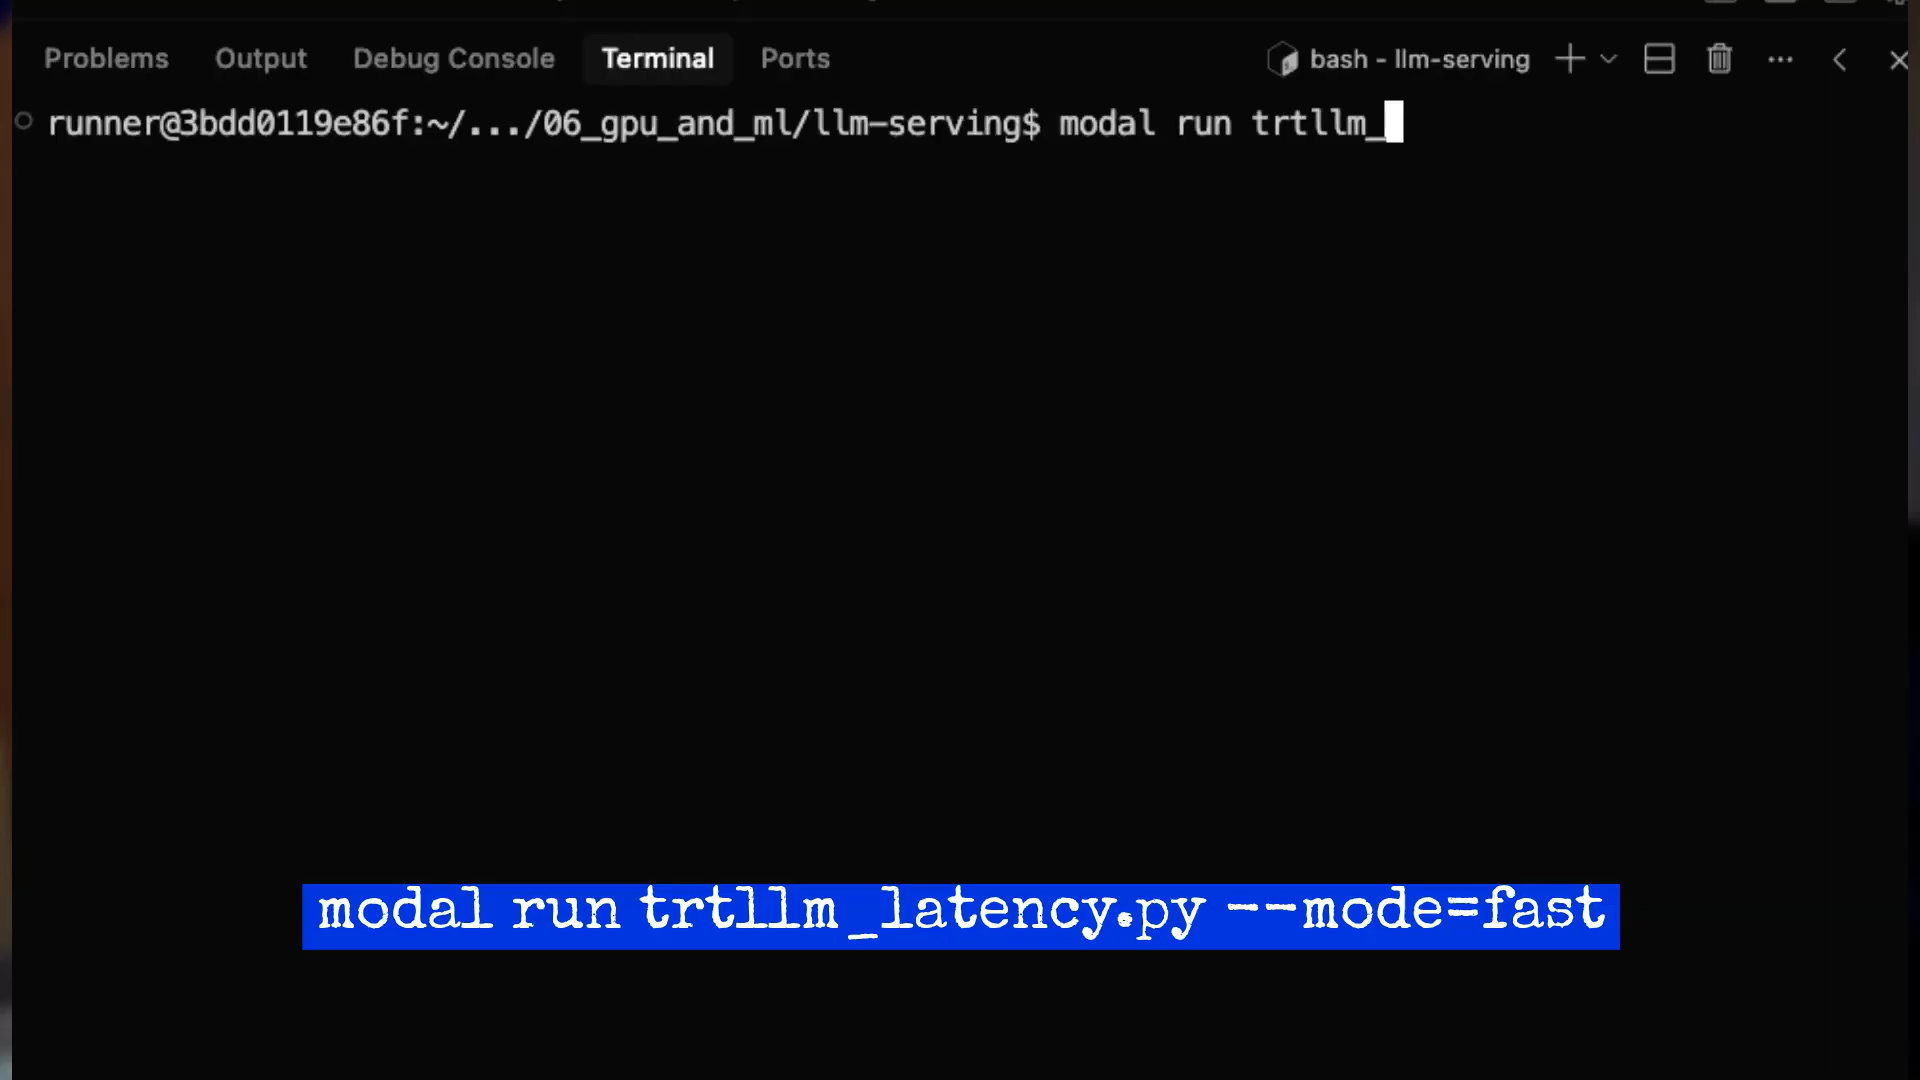 Problems Output Debug Console Terminal Ports bash - llm-serving
runner@3bdd0119e86f:~/.../06_gpu_and_ml/llm-serving$ modal run trtllm_
modal run trtllm_latency.py --mode=fast